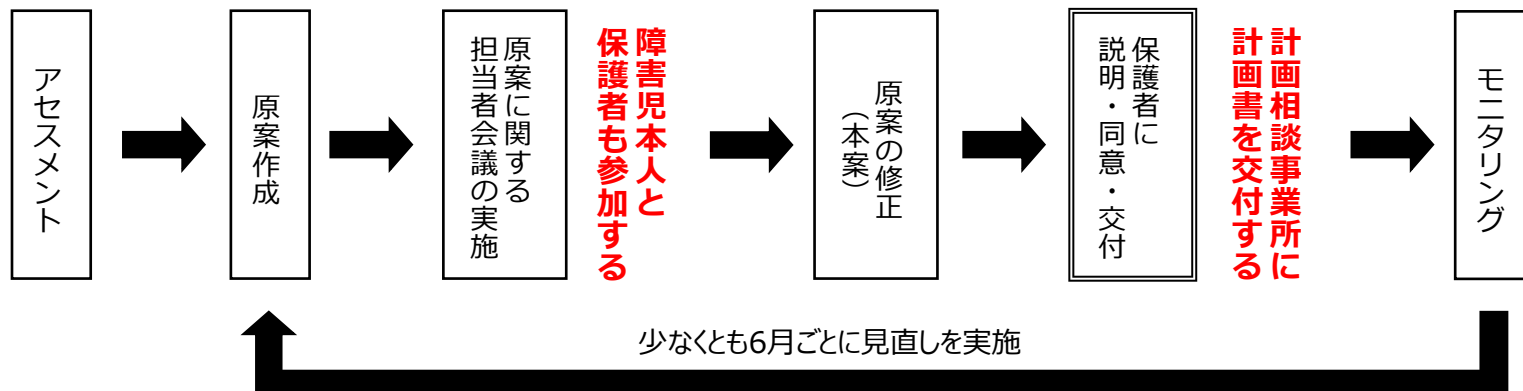 アセスメント
原案作成
原案に関する
担当者会議の実施
障害児本人と
保護者も参加する
原案の修正
（本案）
保護者に
説明・同意・交付
計画相談事業所に
計画書を交付する
モニタリング
少なくとも6月ごとに見直しを実施